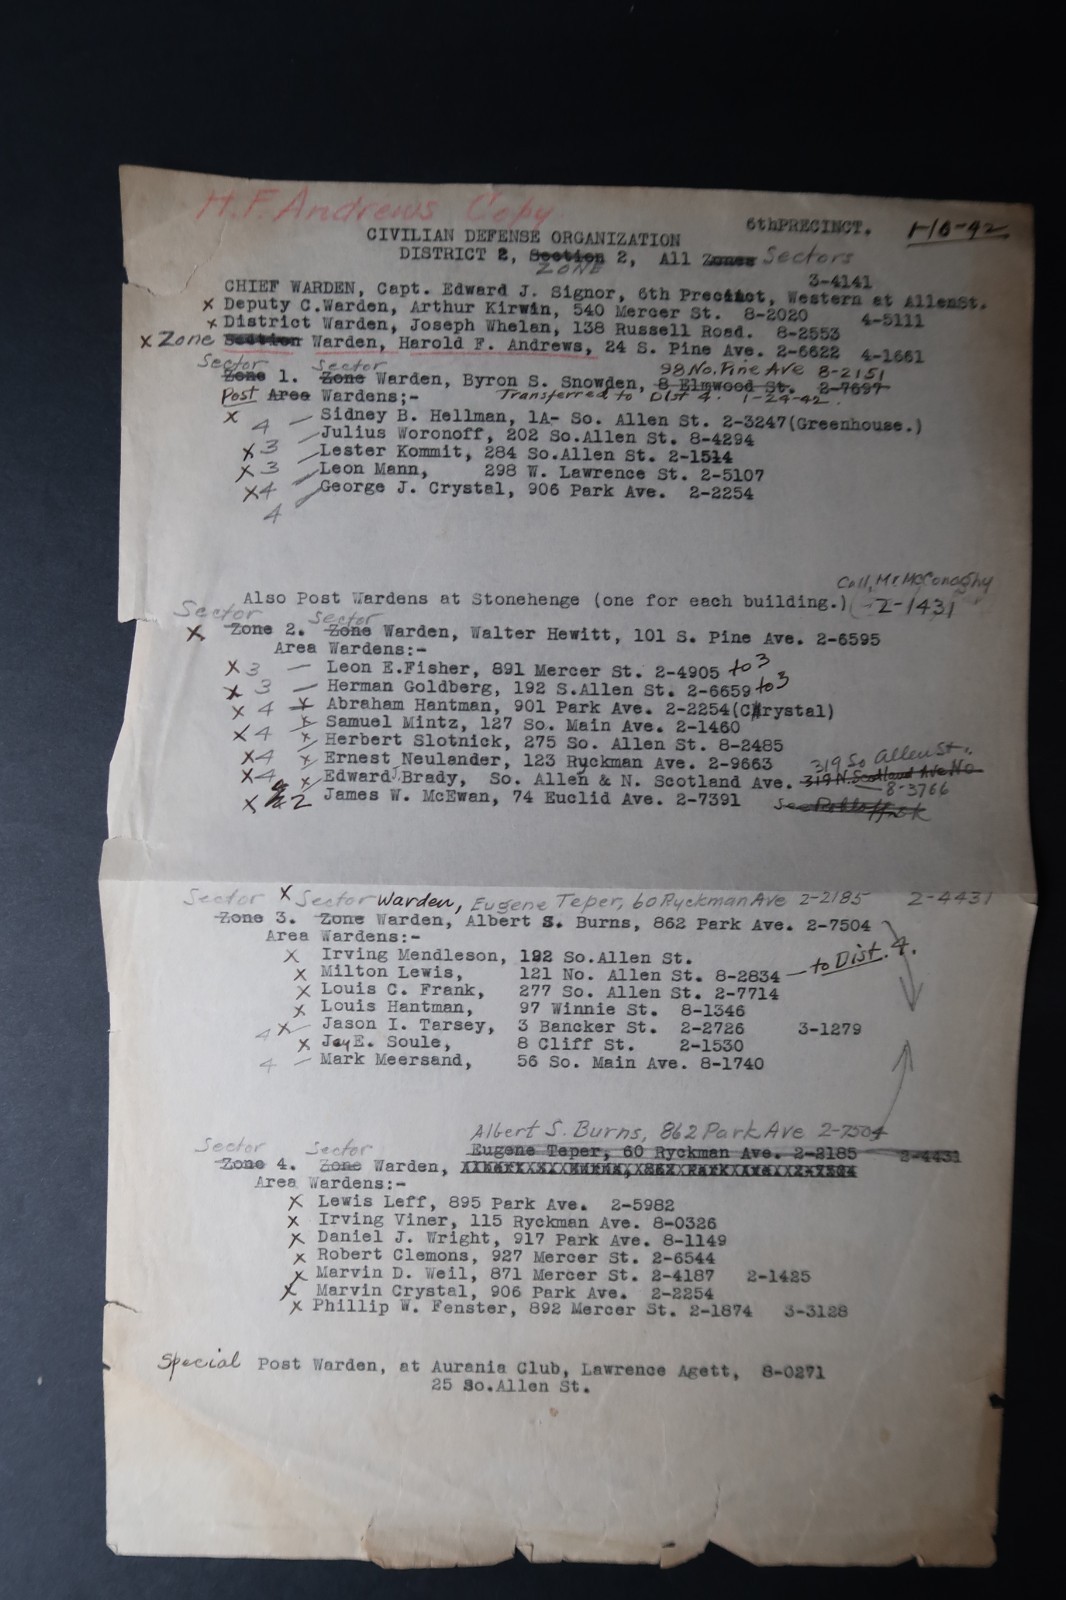 H.F. Andrews Copy
6thPRECINCT. 1-10-42
CIVILIAN DEFENSE ORGANIZATION
DISTRICT 2, Section 2, All Zones Sectors
ZONE
3-4141
CHIEF WARDEN, Capt. Edward J. Signor, 6th Precinct, Western at AllenSt.
x Deputy C.Warden, Arthur Kirwin, 540 Mercer St. 8-2020 4-5111
x District Warden, Joseph Whelan, 138 Russell Road. 8-2553
x Zone Section Warden, Harold F. Andrews, 24 S. Pine Ave. 2-6622 4-1661
Sector Sector 98 No. Pine Ave 8-2151
Zone 1. Zone Warden, Byron S. Snowden, 8 Elmwood St. 2-7697
Post Area Wardens;- Transferred to Dist 4. 1-24-42.
x — Sidney B. Hellman, 1A- So. Allen St. 2-3247(Greenhouse.)
4 — Julius Woronoff, 202 So.Allen St. 8-4294
x 3 — Lester Kommit, 284 So.Allen St. 2-1514
x 3 — Leon Mann, 298 W. Lawrence St. 2-5107
x 4 — George J. Crystal, 906 Park Ave. 2-2254
4
Call, Mr McConaghy
Also Post Wardens at Stonehenge (one for each building.) (-2-1431
Sector Sector
x Zone 2. Zone Warden, Walter Hewitt, 101 S. Pine Ave. 2-6595
Area Wardens:-
x 3 — Leon E.Fisher, 891 Mercer St. 2-4905 to 3
x 3 — Herman Goldberg, 192 S.Allen St. 2-6659 to 3
x 4 x Abraham Hantman, 901 Park Ave. 2-2254(Crystal)
x 4 x Samuel Mintz, 127 So. Main Ave. 2-1460
x Herbert Slotnick, 275 So. Allen St. 8-2485
x 4 x Ernest Neulander, 123 Ryckman Ave. 2-9663 319 So Allen St.
x 4 x Edward J. Brady, So. Allen & N. Scotland Ave. 319 N. Scotland Ave No
8-3766
x 2 James W. McEwan, 74 Euclid Ave. 2-7391
Sector x Sector Warden, Eugene Teper, 60 Ryckman Ave 2-2185 2-4431
Zone 3. Zone Warden, Albert S. Burns, 862 Park Ave. 2-7504
Area Wardens:-
x Irving Mendleson, 192 So.Allen St.
x Milton Lewis, 121 No. Allen St. 8-2834 — to Dist. 4.
x Louis C. Frank, 277 So. Allen St. 2-7714
x Louis Hantman, 97 Winnie St. 8-1346
4 x Jason I. Tarsey, 3 Bancker St. 2-2726 3-1279
x Jay E. Soule, 8 Cliff St. 2-1530
4 — Mark Meersand, 56 So. Main Ave. 8-1740
Albert S. Burns, 862 Park Ave 2-7504
Sector Sector Eugene Teper, 60 Ryckman Ave. 2-2185 2-4431
Zone 4. Zone Warden, Albert S. Burns, 862 Park Ave. 2-7504
Area Wardens:-
x Lewis Leff, 895 Park Ave. 2-5982
x Irving Viner, 115 Ryckman Ave. 8-0326
x Daniel J. Wright, 917 Park Ave. 8-1149
x Robert Clemons, 927 Mercer St. 2-6544
x Marvin D. Weil, 871 Mercer St. 2-4187 2-1425
x Marvin Crystal, 906 Park Ave. 2-2254
x Phillip W. Fenster, 892 Mercer St. 2-1874 3-3128
Special Post Warden, at Aurania Club, Lawrence Agett, 8-0271
25 So.Allen St.